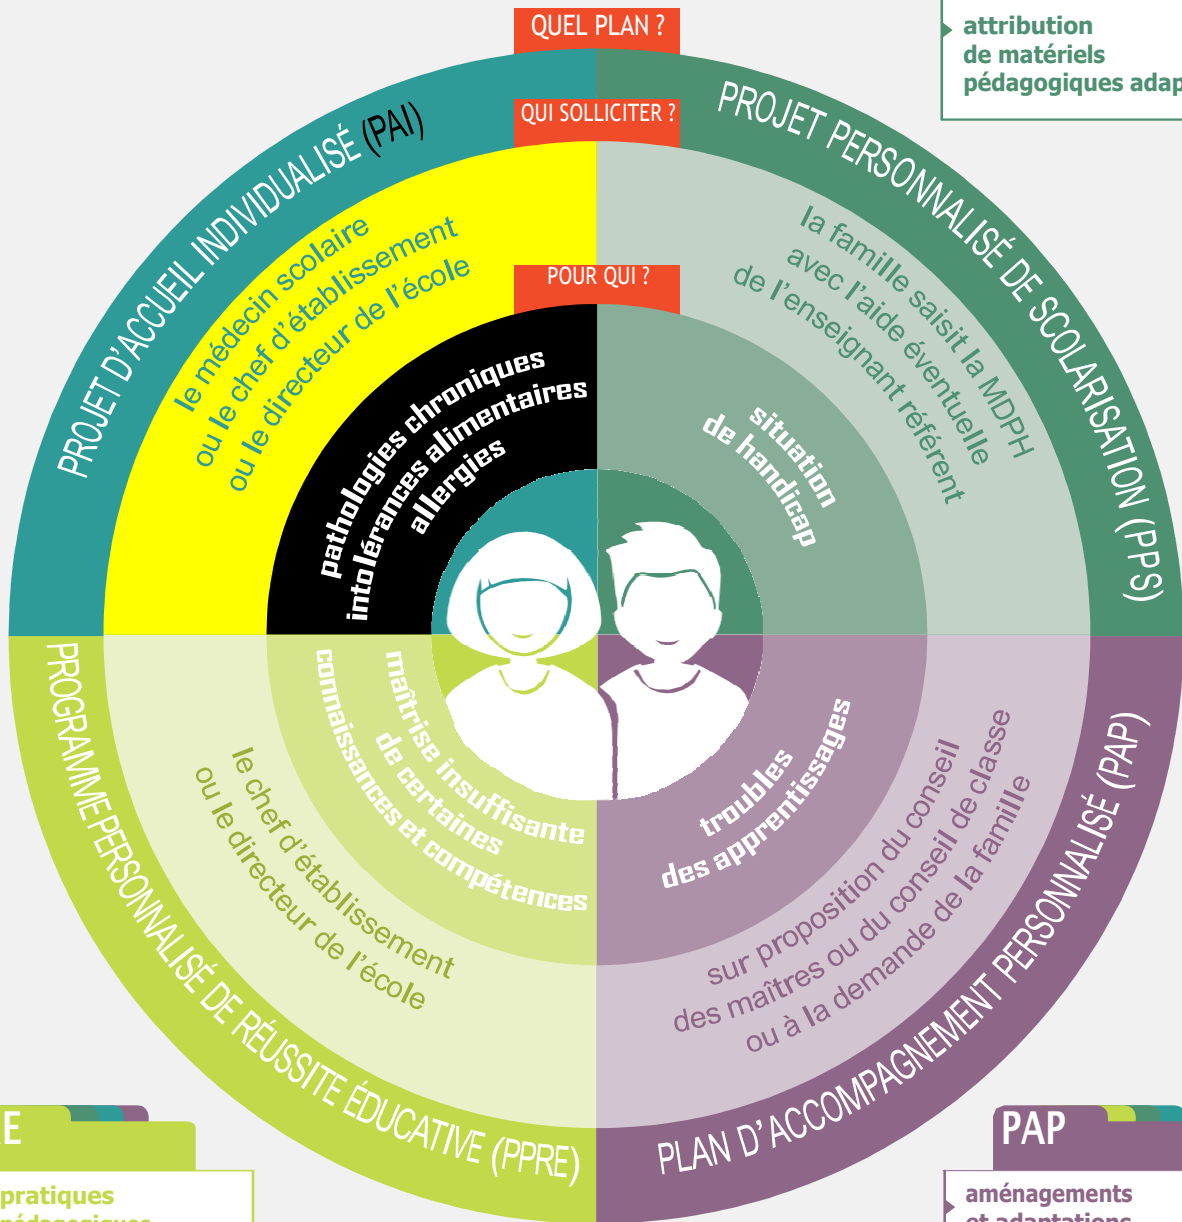 QUEL PLAN ?
attribution
de matériels
pédagogiques adap
QUI SOLLICITER ?
PROJET D'ACCUEIL INDIVIDUALISÉ (PAI)
PROJET PERSONNALISÉ DE SCOLARISATION (PPS)
le médecin scolaire
ou le chef d'établissement
ou le directeur de l'école
la famille saisit la MDPH
avec l'aide éventuelle
de l'enseignant référent
POUR QUI ?
pathologies chroniques
intolérances alimentaires
allergies
situation
de handicap
maîtrise insuffisante
de certaines
connaissances et compétences
troubles
des apprentissages
le chef d'établissement
ou le directeur de l'école
sur proposition du conseil
des maîtres ou du conseil de classe
ou à la demande de la famille
PROGRAMME PERSONNALISÉ DE RÉUSSITE ÉDUCATIVE (PPRE)
PLAN D'ACCOMPAGNEMENT PERSONNALISÉ (PAP)
E
pratiques
pédagogiques
PAP
aménagements
et adaptations